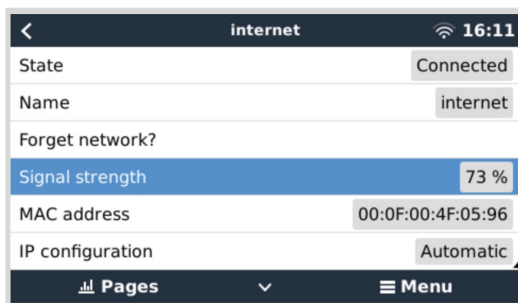 internet 16:11
State Connected
Name internet
Forget network?
Signal strength 73 %
MAC address 00:0F:00:4F:05:96
IP configuration Automatic
Pages Menu